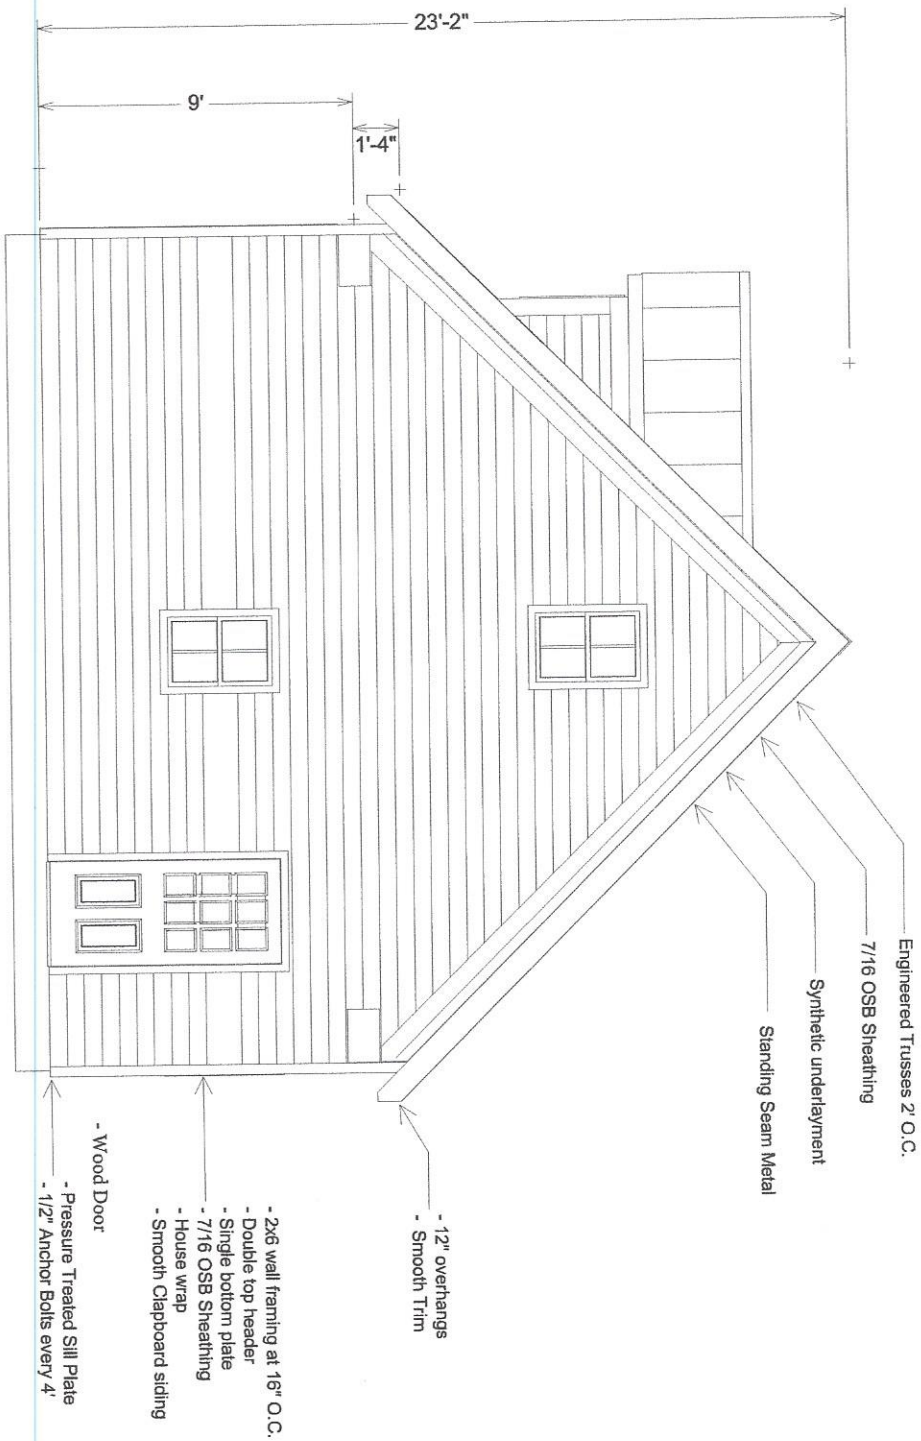 23'-2"
9'
1'-4"
Engineered Trusses 2' O.C.
7/16 OSB Sheathing
Synthetic underlayment
Standing Seam Metal
- 12" overhangs
- Smooth Trim
- 2x6 wall framing at 16" O.C.
- Double top header
- Single bottom plate
- 7/16 OSB Sheathing
- House wrap
- Smooth Clapboard siding
- Wood Door
- Pressure Treated Sill Plate
- 1/2" Anchor Bolts every 4'